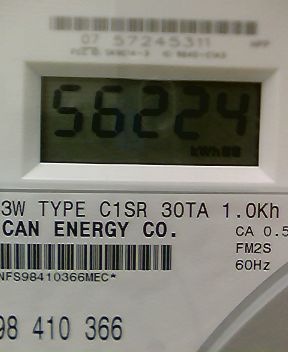 07 57245311
56224
kWh
3W TYPE C1SR 30TA 1.0Kh
CAN ENERGY CO.
CA 0.5
FM2S
60Hz
NFS98410366MEC*
98 410 366